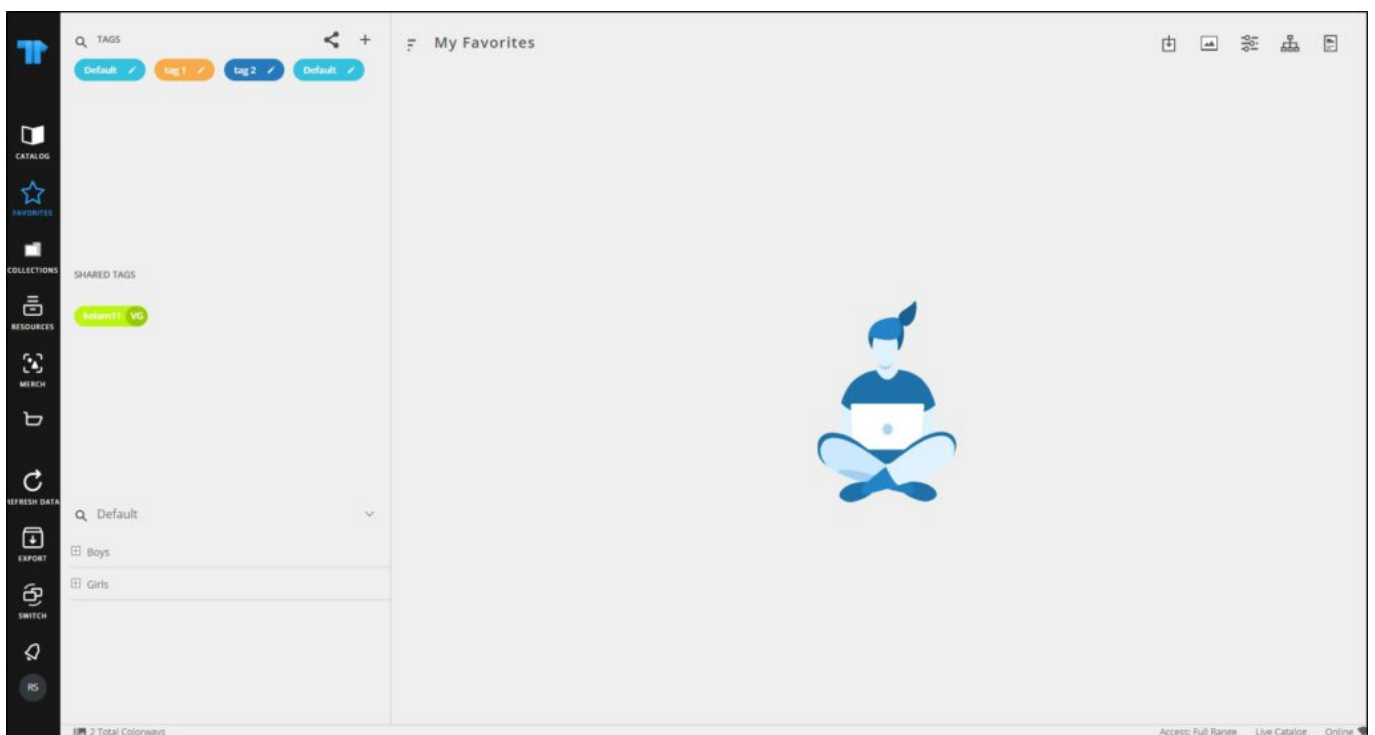 TAGS
Default tag 1 tag 2 Default
SHARED TAGS
kolam11 VG
Default
Boys
Girls
2 Total Colorways
My Favorites
CATALOG
FAVORITES
COLLECTIONS
RESOURCES
MERCH
REFRESH DATA
EXPORT
SWITCH
RS
Access: Full Range Live Catalog Online